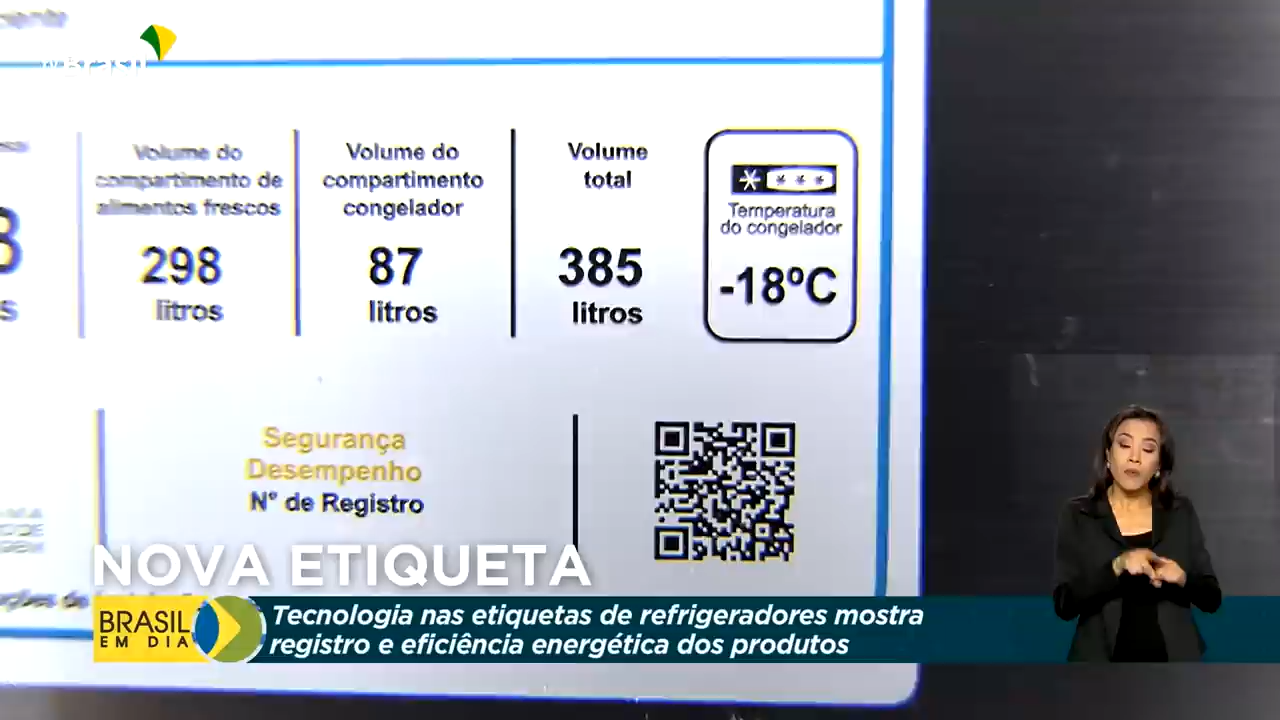 Brasil
Volume do
compartimento de
alimentos frescos
298
litros
Volume do
compartimento
congelador
87
litros
Volume
total
385
litros
Temperatura
do congelador
-18ºC
Segurança
Desempenho
N° de Registro
NOVA ETIQUETA
BRASIL
EM DIA
Tecnologia nas etiquetas de refrigeradores mostra
registro e eficiência energética dos produtos